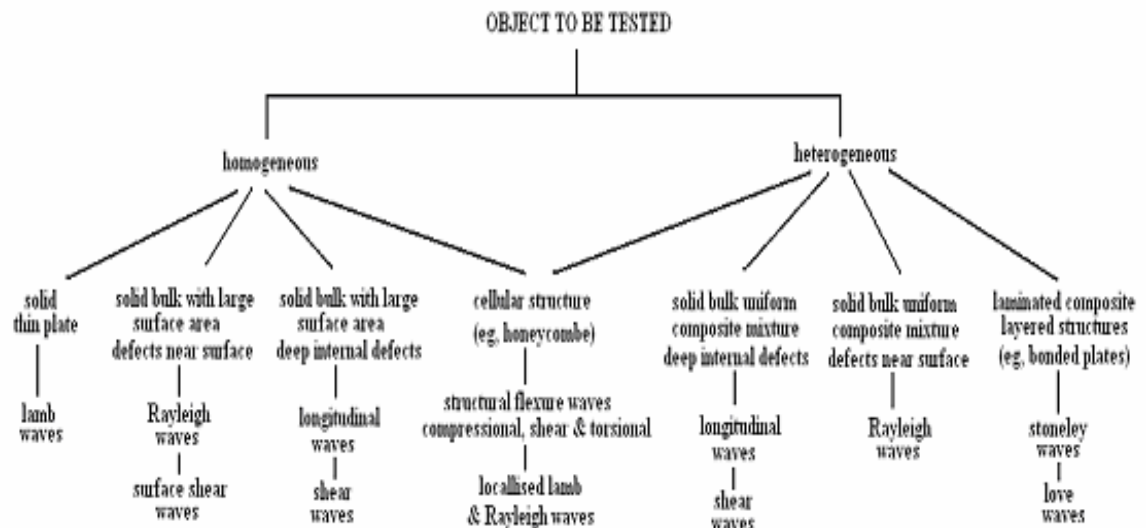 OBJECT TO BE TESTED
homogeneous
heterogeneous
solid
thin plate
lamb
waves
solid bulk with large
surface area
defects near surface
Rayleigh
waves
surface shear
waves
solid bulk with large
surface area
deep internal defects
longitudinal
waves
shear
waves
cellular structure
(eg, honeycombe)
structural flexure waves
compressional, shear & torsional
locallised lamb
& Rayleigh waves
solid bulk uniform
composite mixture
deep internal defects
longitudinal
waves
shear
waves
solid bulk uniform
composite mixture
defects near surface
Rayleigh
waves
laminated composite
layered structures
(eg, bonded plates)
stoneley
waves
love
waves